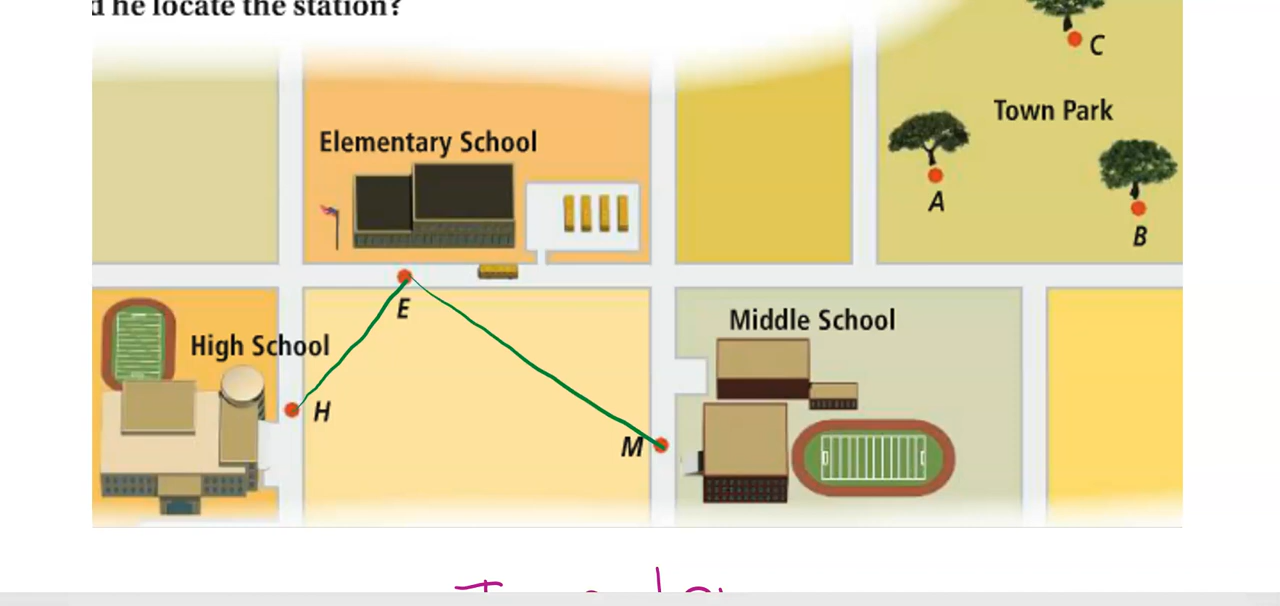 d he locate the station?
C
Town Park
Elementary School
A
B
E
Middle School
High School
H
M